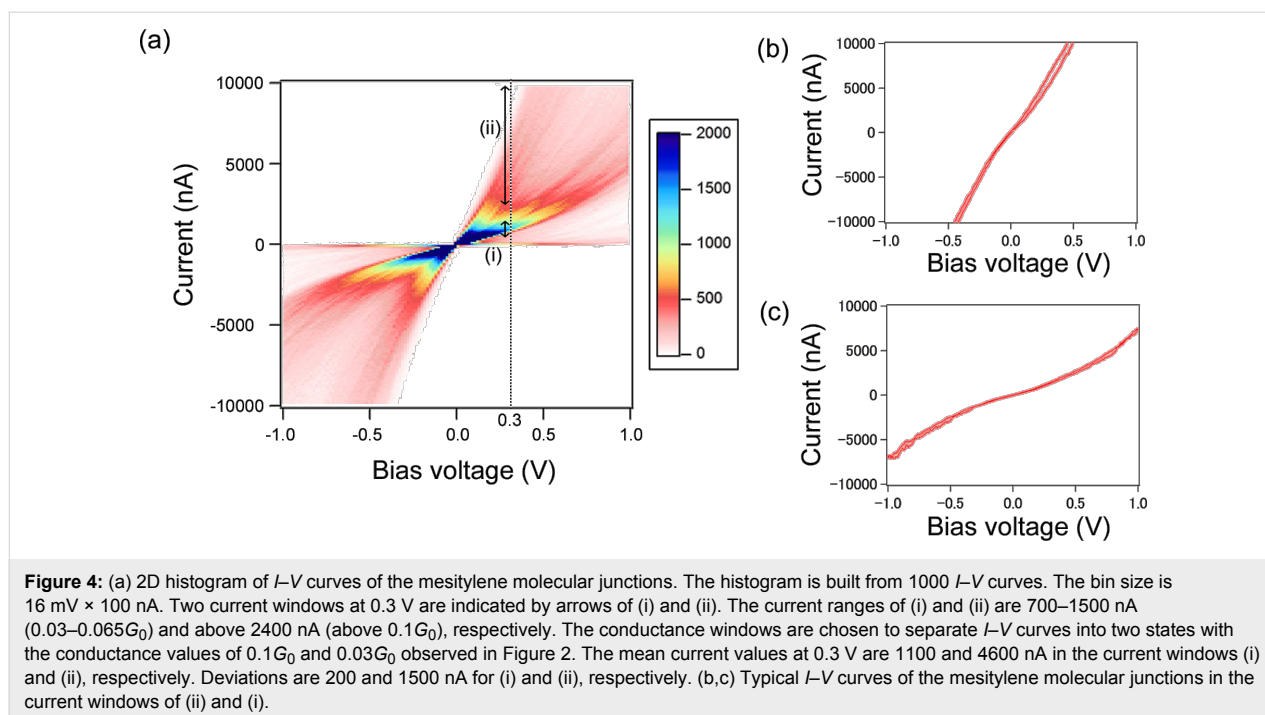 (a)
10000
5000
0
-5000
-10000
Current (nA)
(ii)
(i)
0.3
-1.0
-0.5
0.0
0.5
1.0
Bias voltage (V)
2000
1500
1000
500
0
(b)
10000
5000
0
−5000
−10000
Current (nA)
−1.0
−0.5
0.0
0.5
1.0
Bias voltage (V)
(c)
10000
5000
0
−5000
−10000
Current (nA)
−1.0
−0.5
0.0
0.5
1.0
Bias voltage (V)
Figure 4: (a) 2D histogram of I–V curves of the mesitylene molecular junctions. The histogram is built from 1000 I–V curves. The bin size is
16 mV × 100 nA. Two current windows at 0.3 V are indicated by arrows of (i) and (ii). The current ranges of (i) and (ii) are 700–1500 nA
(0.03–0.065G₀) and above 2400 nA (above 0.1G₀), respectively. The conductance windows are chosen to separate I–V curves into two states with
the conductance values of 0.1G₀ and 0.03G₀ observed in Figure 2. The mean current values at 0.3 V are 1100 and 4600 nA in the current windows (i)
and (ii), respectively. Deviations are 200 and 1500 nA for (i) and (ii), respectively. (b,c) Typical I–V curves of the mesitylene molecular junctions in the
current windows of (ii) and (i).